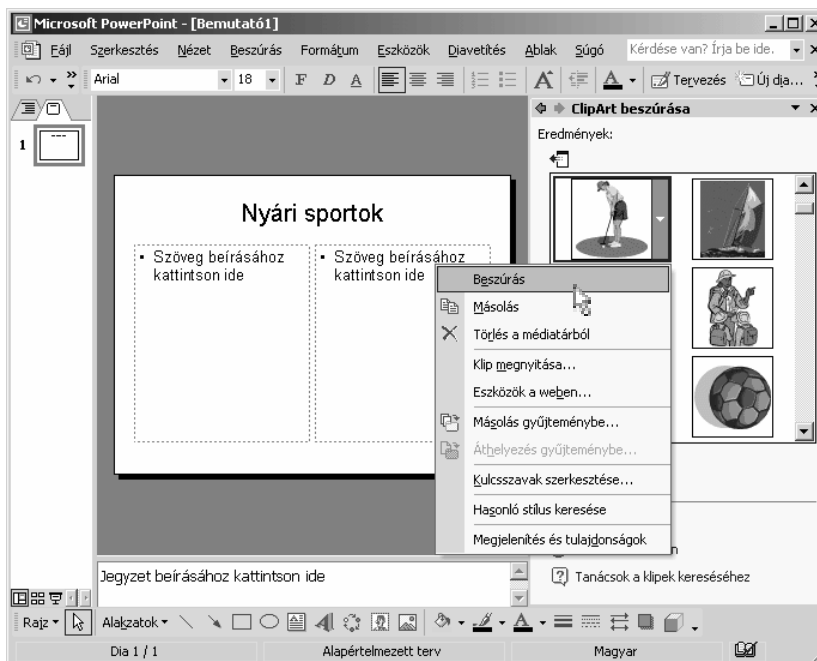 Microsoft PowerPoint - [Bemutató1]
Fájl Szerkesztés Nézet Beszúrás Formátum Eszközök Diavetítés Ablak Súgó Kérdése van? Írja be ide.
Arial 18 F D A Tervezés Új dia...
ClipArt beszúrása
Eredmények:
1
Nyári sportok
▪ Szöveg beírásához kattintson ide
▪ Szöveg beírásához kattintson ide
Beszúrás
Másolás
Törlés a médiatárból
Klip megnyitása...
Eszközök a weben...
Másolás gyűjteménybe...
Áthelyezés gyűjteménybe...
Kulcsszavak szerkesztése...
Hasonló stílus keresése
Megjelenítés és tulajdonságok
Jegyzet beírásához kattintson ide
Tanácsok a klipek kereséséhez
Rajz Alakzatok
Dia 1 / 1 Alapértelmezett terv Magyar